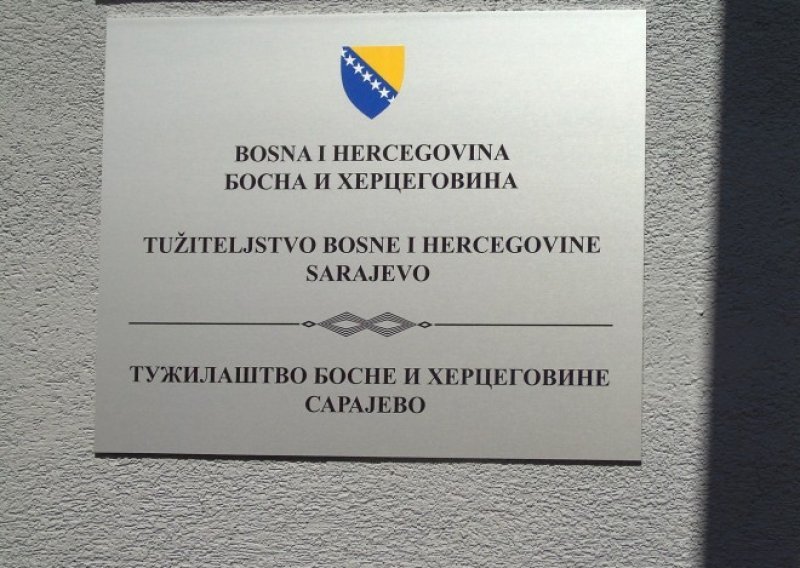 BOSNA I HERCEGOVINA
БОСНА И ХЕРЦЕГОВИНА
TUŽITELJSTVO BOSNE I HERCEGOVINE
SARAJEVO
ТУЖИЛАШТВО БОСНЕ И ХЕРЦЕГОВИНЕ
САРАЈЕВО